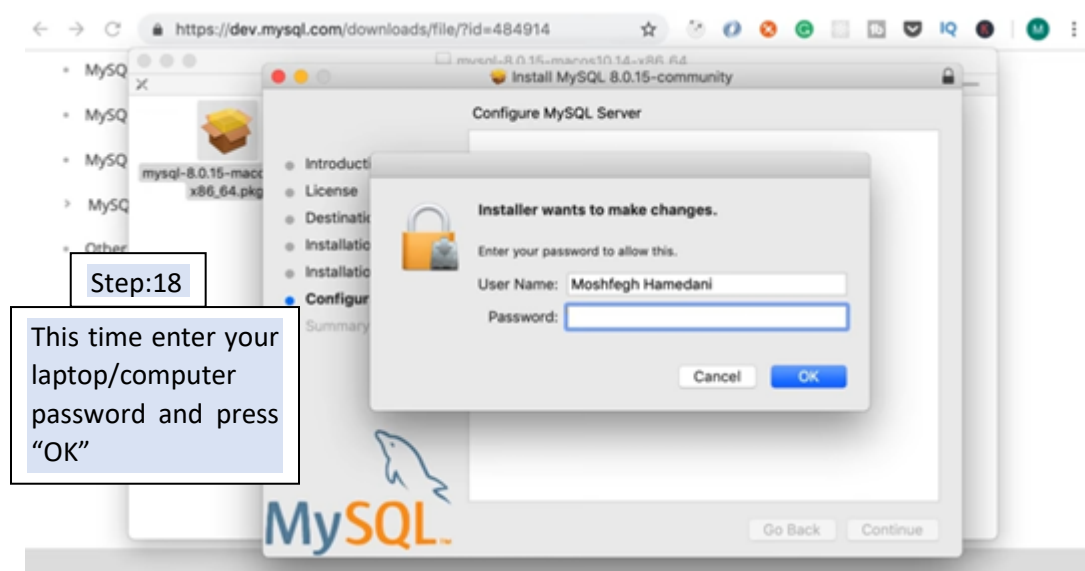 https://dev.mysql.com/downloads/file/?id=484914
mysql-8.0.15-macos10.14-x86_64
MySQ
Install MySQL 8.0.15-community
MySQ
Configure MySQL Server
MySQ
mysql-8.0.15-maco
x86_64.pkg
Introducti
License
MySQ
Destinatio
Installer wants to make changes.
Other
Installatio
Enter your password to allow this.
Installatio
User Name: Moshfegh Hamedani
Configur
Password:
Summary
Cancel
OK
Step:18
This time enter your
laptop/computer
password and press
“OK”
MySQL™
Go Back
Continue